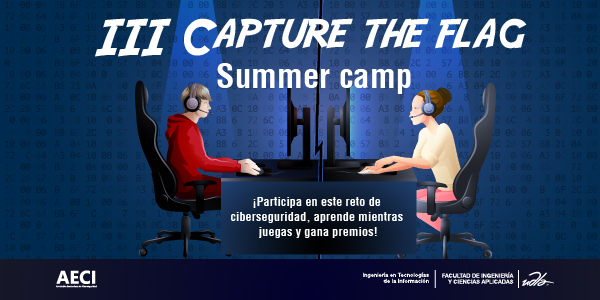 III CAPTURE THE FLAG
Summer camp
¡Participa en este reto de
ciberseguridad, aprende mientras
juegas y gana premios!
AECI
Ingeniería en Tecnologías
de la Información
FACULTAD DE INGENIERÍA
Y CIENCIAS APLICADAS
udla